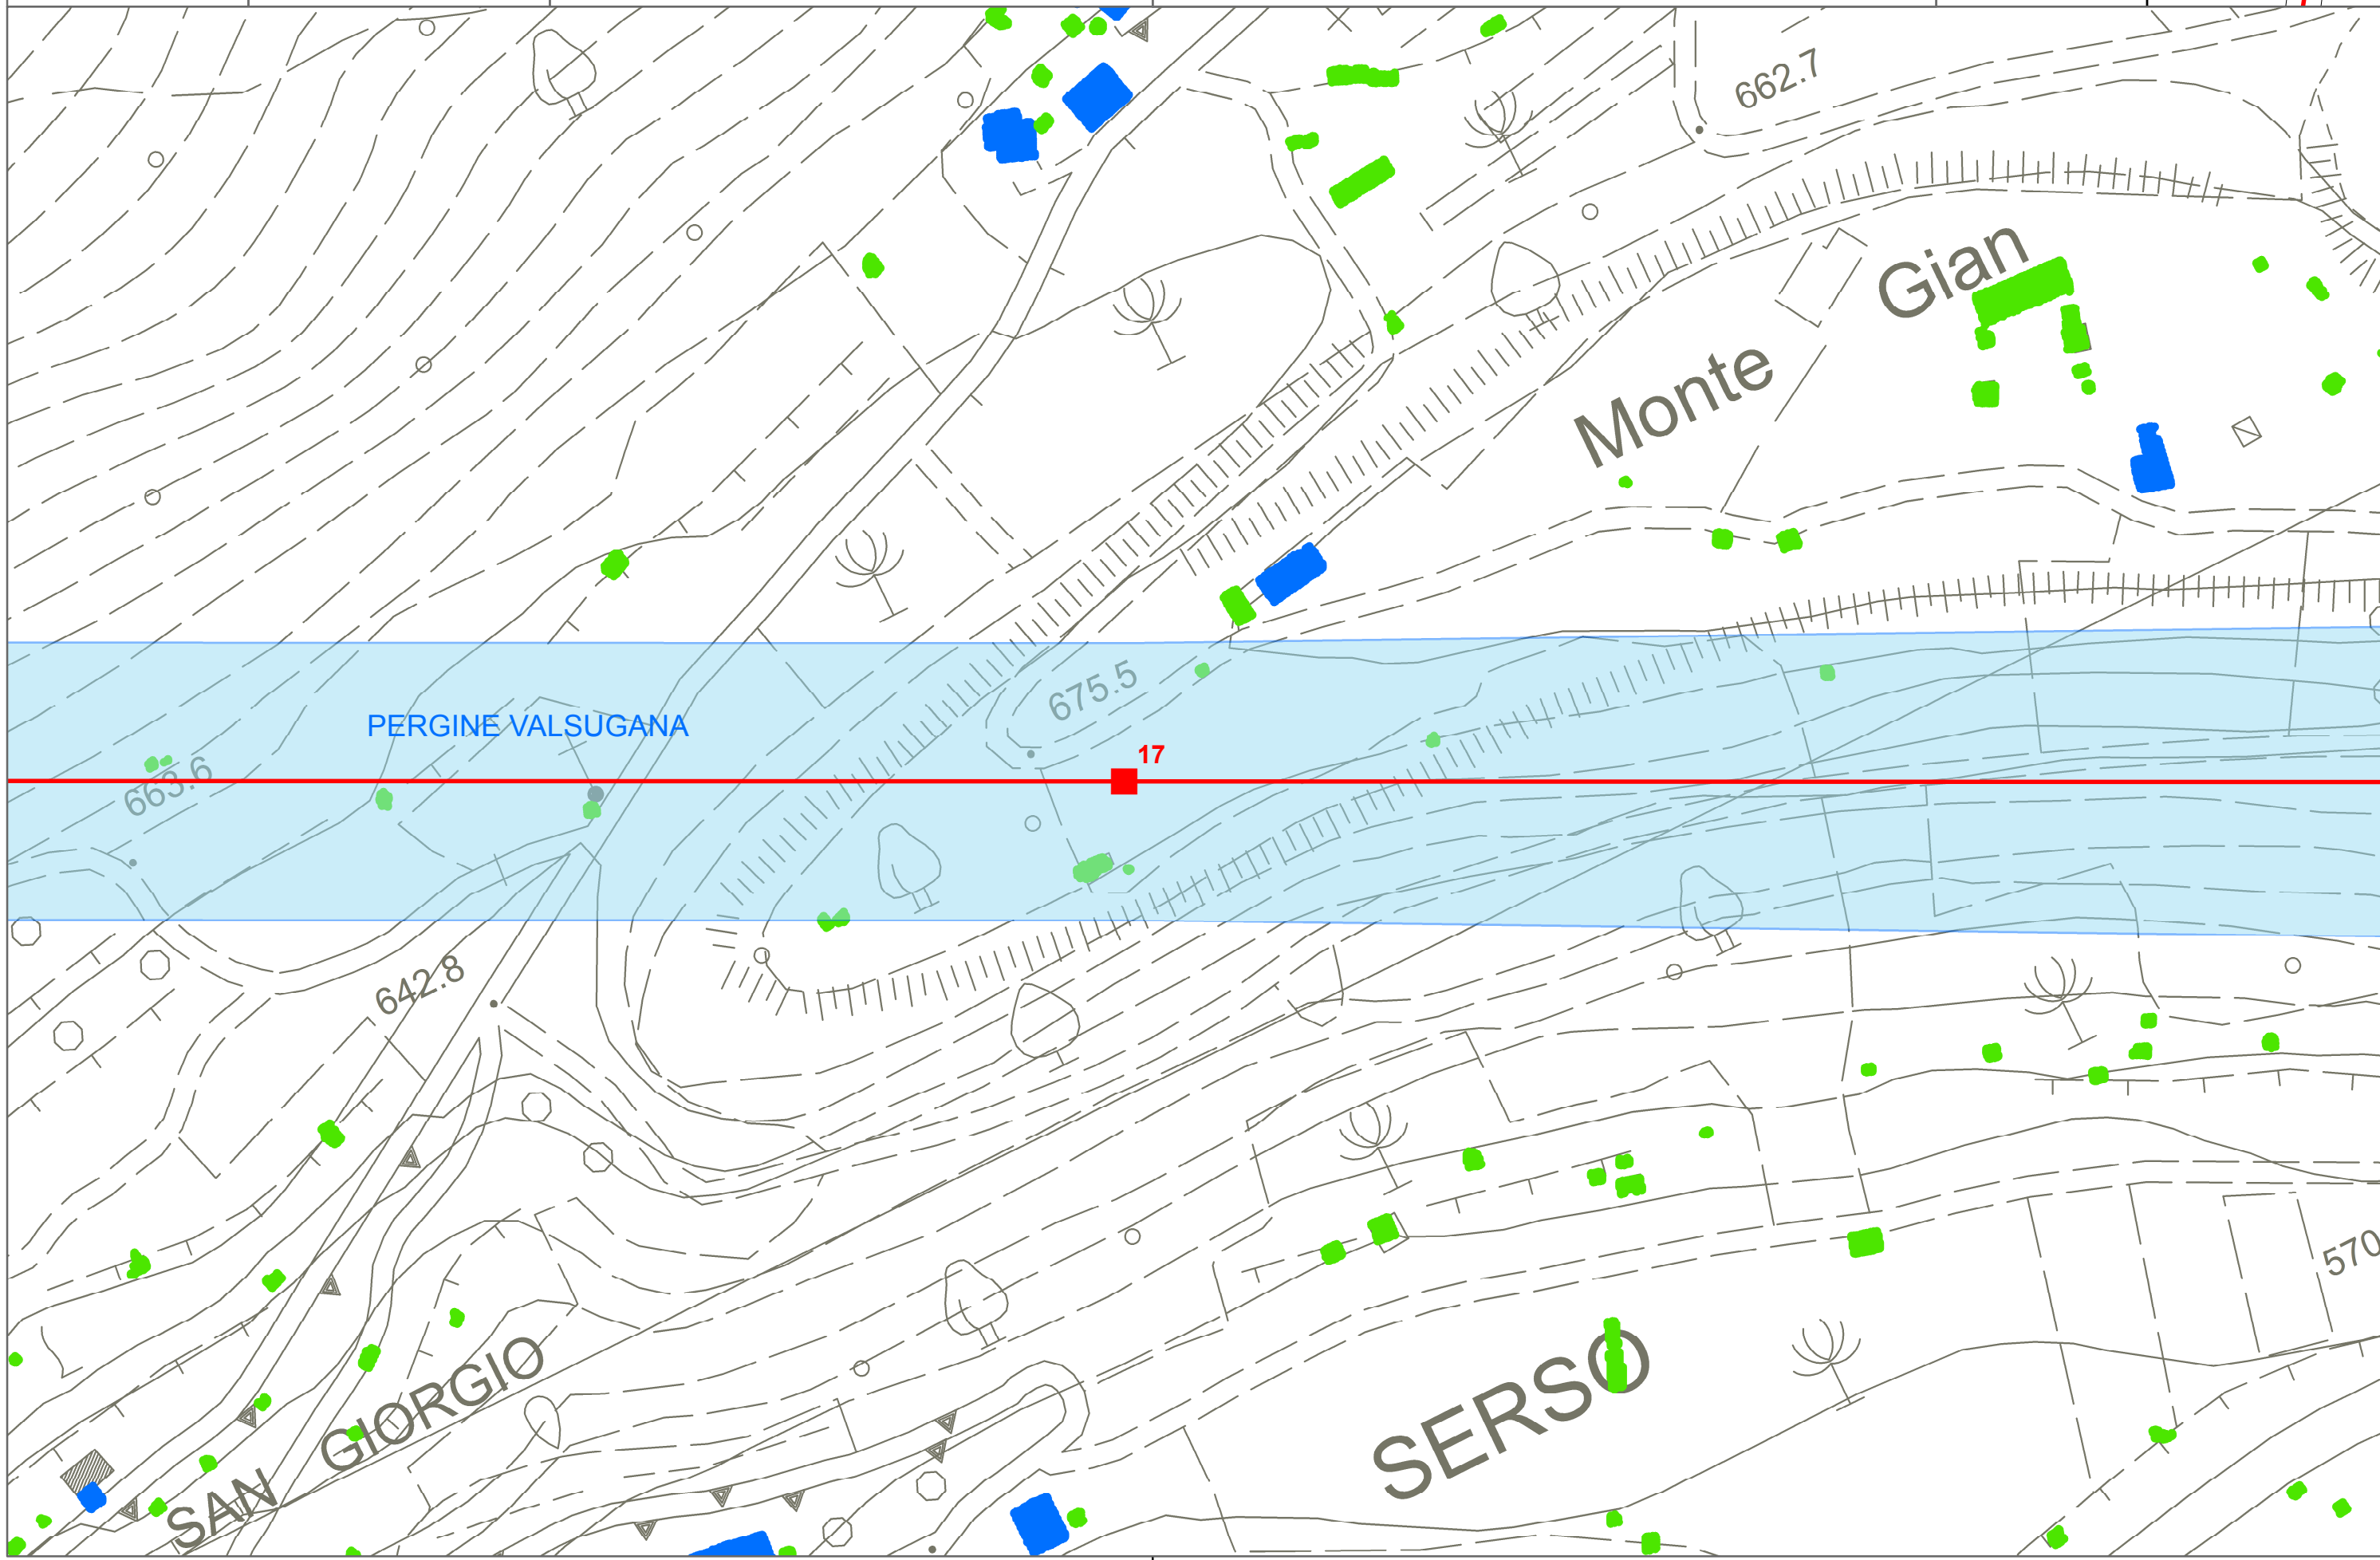 662.7
Gian
Monte
675.5
PERGINE VALSUGANA
17
663.6
642.8
570
GIORGIO
SERSO
SAN